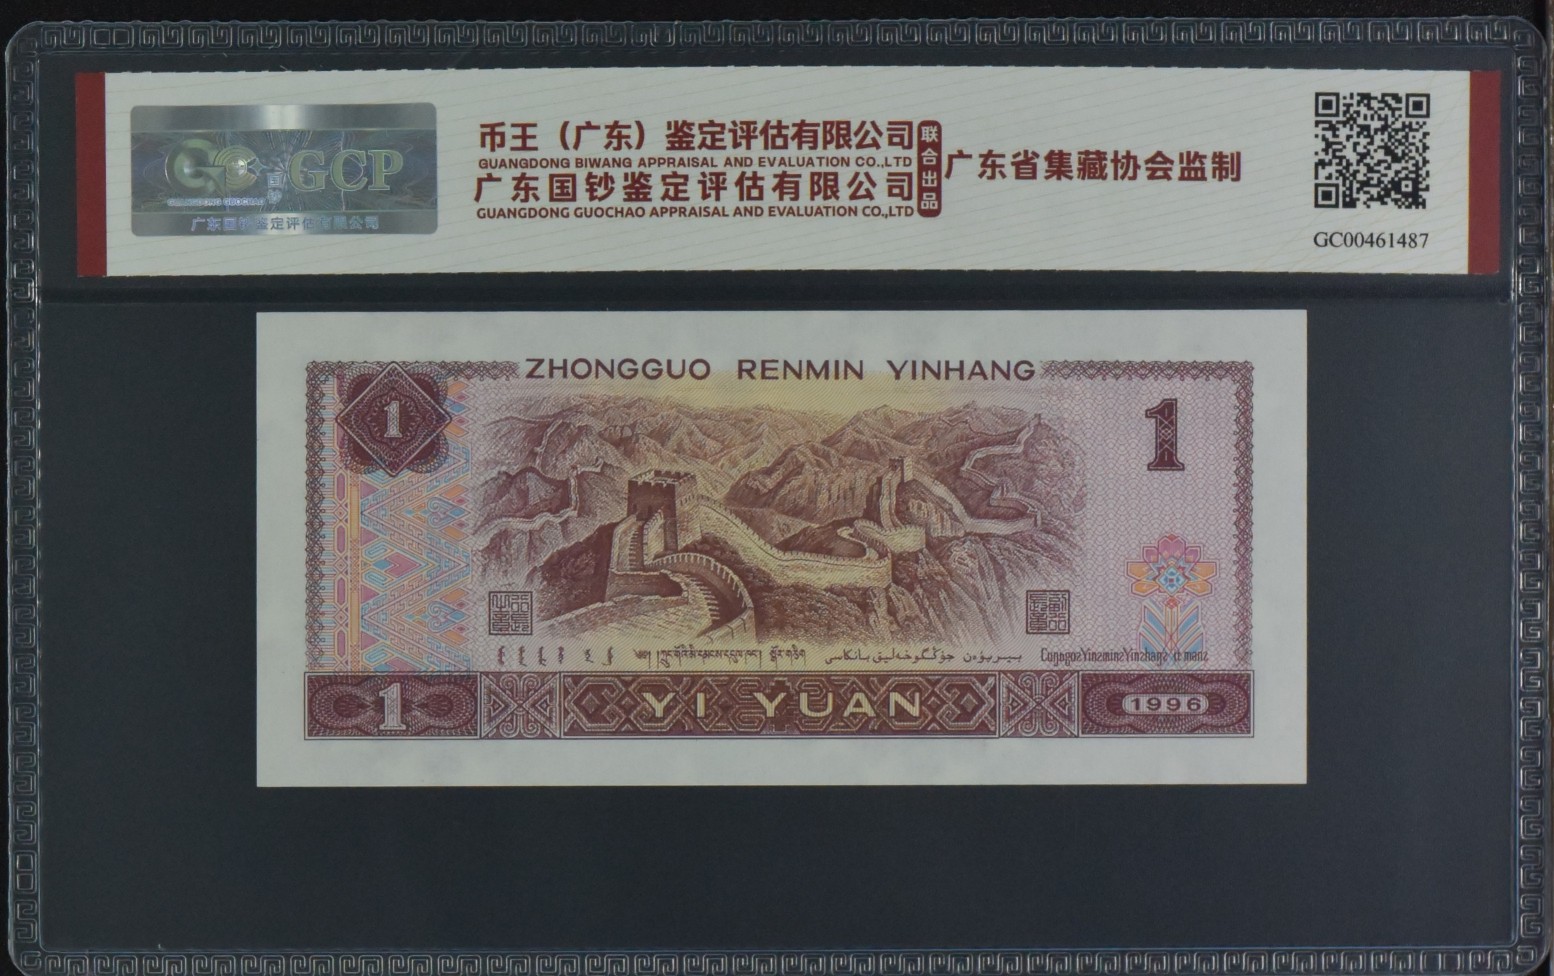 GCP
GUANGDONG GUOCHAO
广东国钞鉴定评估有限公司
币王（广东）鉴定评估有限公司
GUANGDONG BIWANG APPRAISAL AND EVALUATION CO.,LTD
广东国钞鉴定评估有限公司
GUANGDONG GUOCHAO APPRAISAL AND EVALUATION CO.,LTD
联合出品
广东省集藏协会监制
GC00461487
ZHONGGUO RENMIN YINHANG
1
1
1
YI YUAN
1996